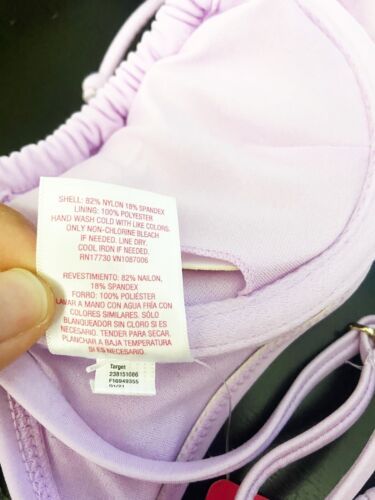 SHELL: 82% NYLON 18% SPANDEX
LINING: 100% POLYESTER
HAND WASH COLD WITH LIKE COLORS.
ONLY NON-CHLORINE BLEACH
IF NEEDED. LINE DRY.
COOL IRON IF NEEDED.
RN17730 VN1087006
REVESTIMIENTO: 82% NAILON,
18% SPANDEX
FORRO: 100% POLIÉSTER
LAVAR A MANO CON AGUA FRÍA CON
COLORES SIMILARES. SÓLO
BLANQUEADOR SIN CLORO SI ES
NECESARIO. TENDER PARA SECAR.
PLANCHAR A BAJA TEMPERATURA
SI ES NECESARIO.
Target
238151086
F16949355